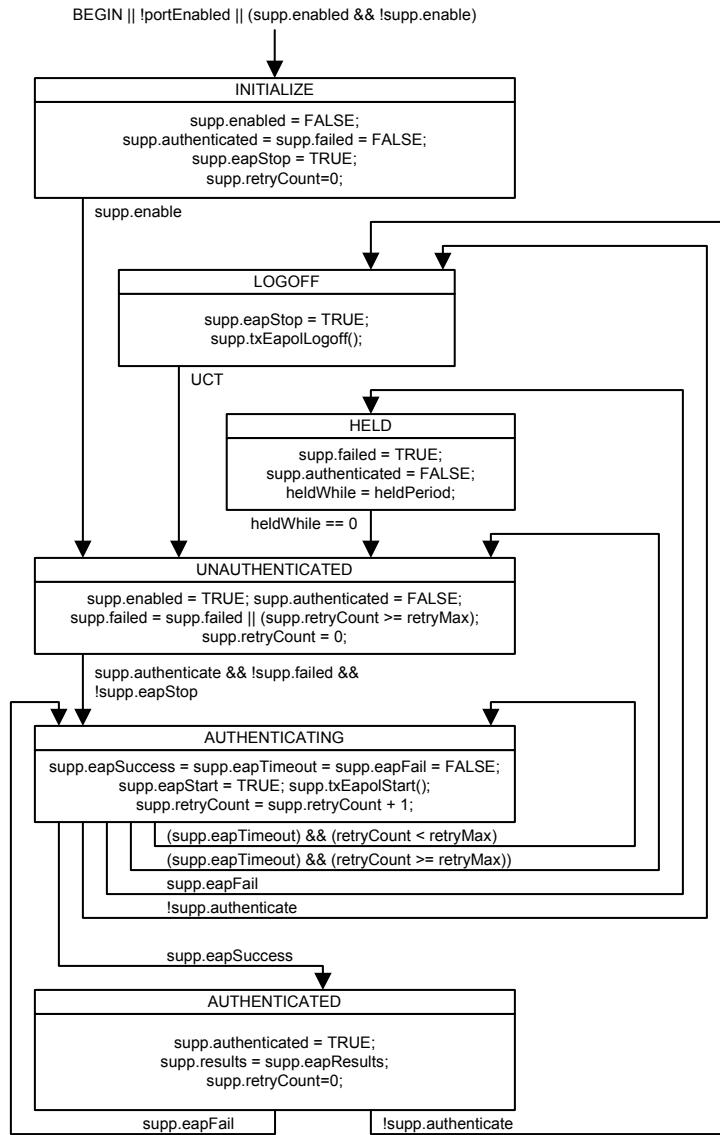 BEGIN || !portEnabled || (supp.enabled && !supp.enable)
INITIALIZE
supp.enabled = FALSE;
supp.authenticated = supp.failed = FALSE;
supp.eapStop = TRUE;
supp.retryCount=0;
supp.enable
LOGOFF
supp.eapStop = TRUE;
supp.txEapolLogoff();
UCT
HELD
supp.failed = TRUE;
supp.authenticated = FALSE;
heldWhile = heldPeriod;
heldWhile == 0
UNAUTHENTICATED
supp.enabled = TRUE; supp.authenticated = FALSE;
supp.failed = supp.failed || (supp.retryCount >= retryMax);
supp.retryCount = 0;
supp.authenticate && !supp.failed &&
!supp.eapStop
AUTHENTICATING
supp.eapSuccess = supp.eapTimeout = supp.eapFail = FALSE;
supp.eapStart = TRUE; supp.txEapolStart();
supp.retryCount = supp.retryCount + 1;
(supp.eapTimeout) && (retryCount < retryMax)
(supp.eapTimeout) && (retryCount >= retryMax))
supp.eapFail
!supp.authenticate
supp.eapSuccess
AUTHENTICATED
supp.authenticated = TRUE;
supp.results = supp.eapResults;
supp.retryCount=0;
supp.eapFail
!supp.authenticate